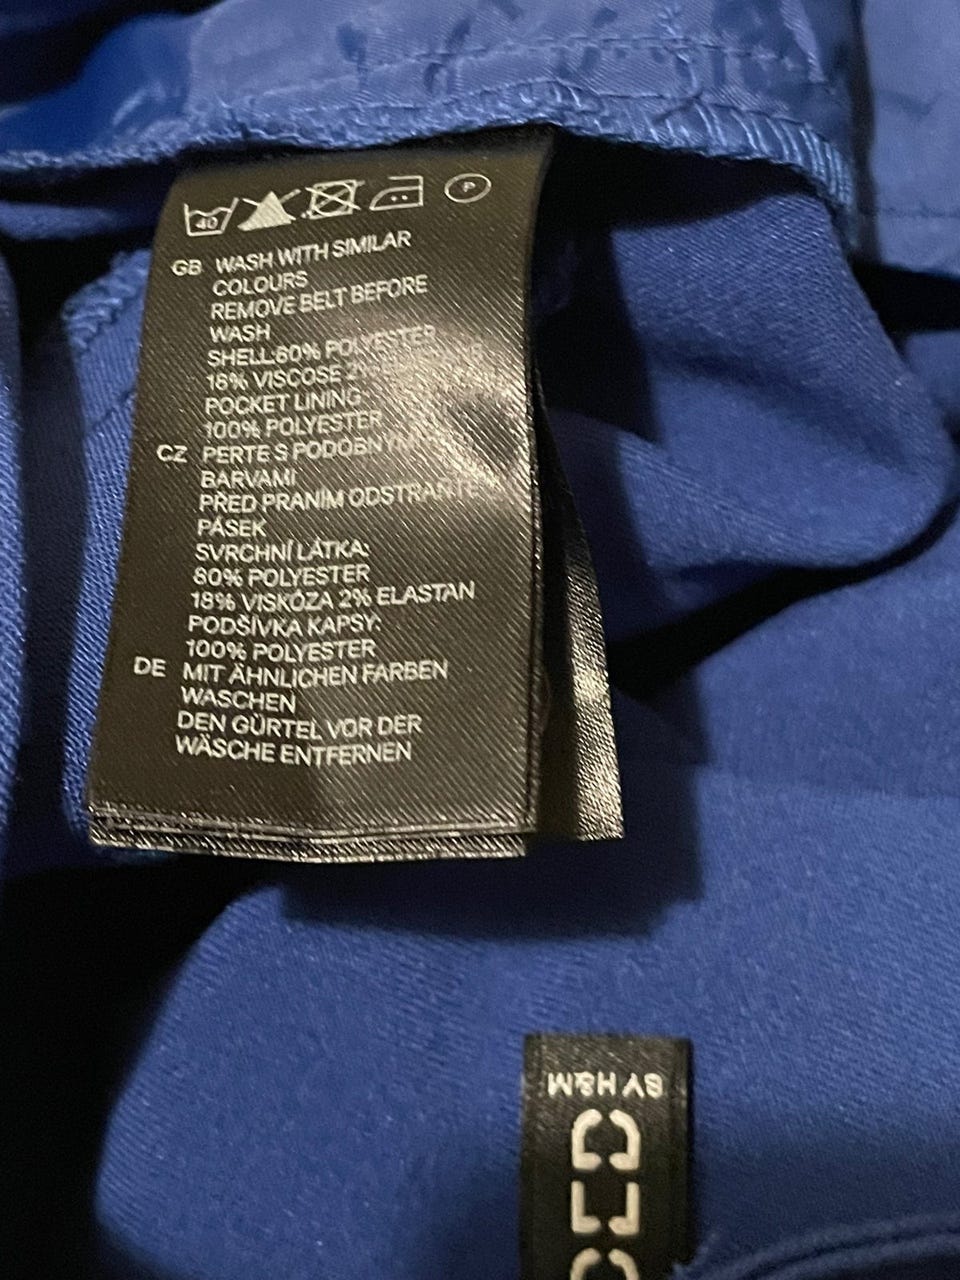 40
P
GB WASH WITH SIMILAR
COLOURS
REMOVE BELT BEFORE
WASH
SHELL:80% POLYESTER
18% VISCOSE 2%
POCKET LINING:
100% POLYESTER
CZ PERTE S PODOBNÝMI
BARVAMI
PŘED PRANÍM ODSTRAŇTE
PÁSEK
SVRCHNÍ LÁTKA:
80% POLYESTER
18% VISKÓZA 2% ELASTAN
PODŠÍVKA KAPSY:
100% POLYESTER
DE MIT ÄHNLICHEN FARBEN
WASCHEN
DEN GÜRTEL VOR DER
WÄSCHE ENTFERNEN
BY H&M